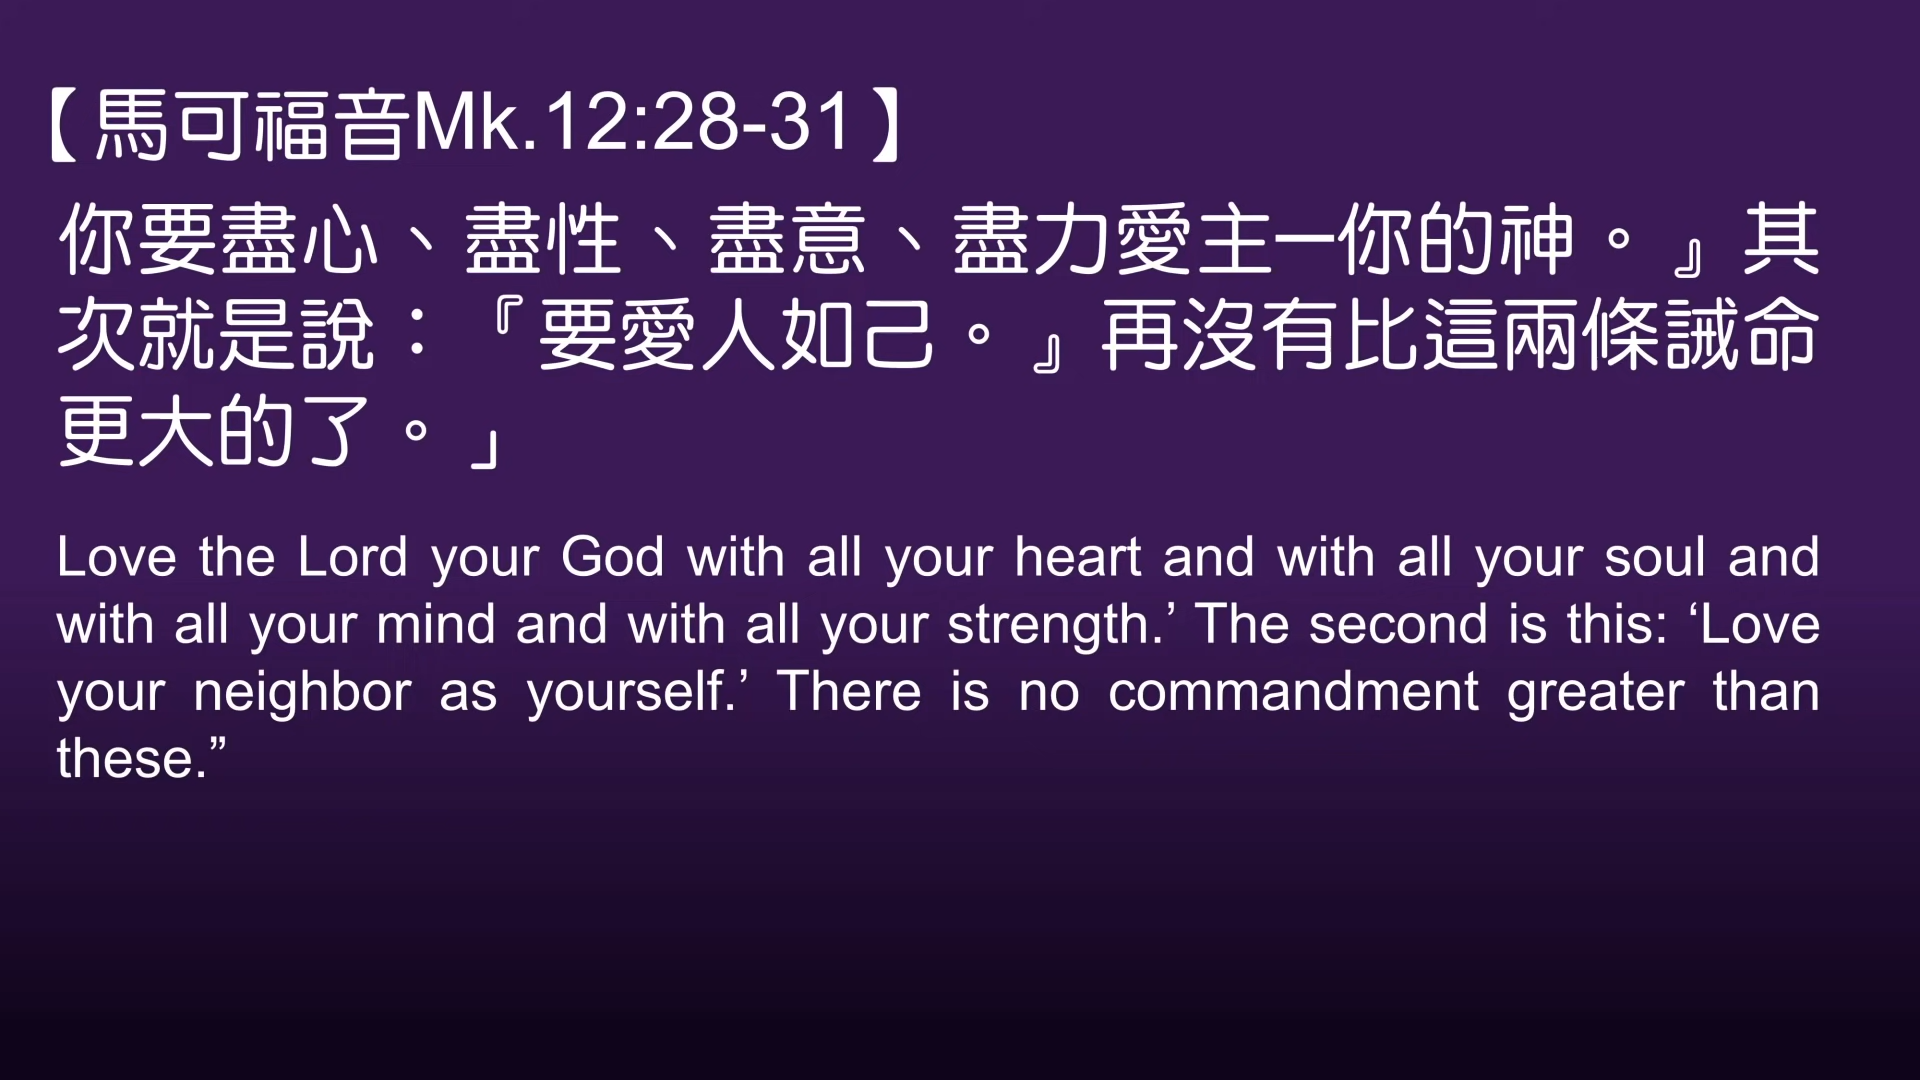 【馬可福音Mk.12:28-31】
你要盡心、盡性、盡意、盡力愛主─你的神。』其
次就是說：『要愛人如己。』再沒有比這兩條誡命
更大的了。」
Love the Lord your God with all your heart and with all your soul and
with all your mind and with all your strength.’ The second is this: ‘Love
your neighbor as yourself.’ There is no commandment greater than
these.”